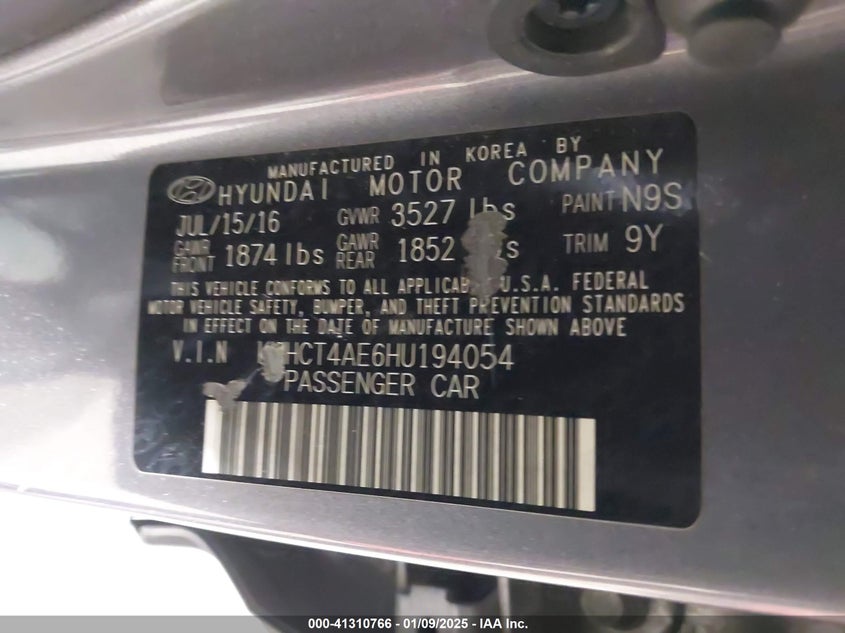 MANUFACTURED IN KOREA BY
HYUNDAI MOTOR COMPANY
JUL/15/16 GVWR 3527 lbs PAINT N9S
GAWR FRONT 1874 lbs GAWR REAR 1852 TRIM 9Y
THIS VEHICLE CONFORMS TO ALL U.S.A. FEDERAL
MOTOR VEHICLE SAFETY, BUMPER, AND THEFT PREVENTION STANDARDS
IN EFFECT ON THE DATE OF MANUFACTURE SHOWN ABOVE
V.I.N HCT4AE6HU194054
PASSENGER CAR
000-41310766 - 01/09/2025 - IAA Inc.